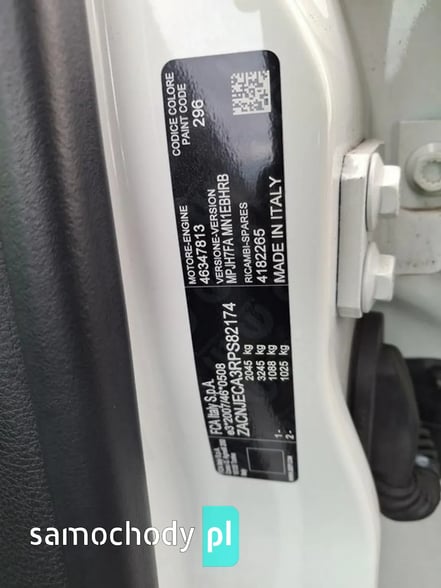 FCA Italy S.p.A.
e3*2007/46*0508
ZACNJECA3RPS82174
2045 kg
3245 kg
1- 1088 kg
2- 1025 kg
MOTORE-ENGINE
46347813
VERSIONE-VERSION
MPJH7FA MN1EBHRB
RICAMBI-SPARES
4182265
MADE IN ITALY
CODICE COLORE
PAINT CODE
296
samochody pl